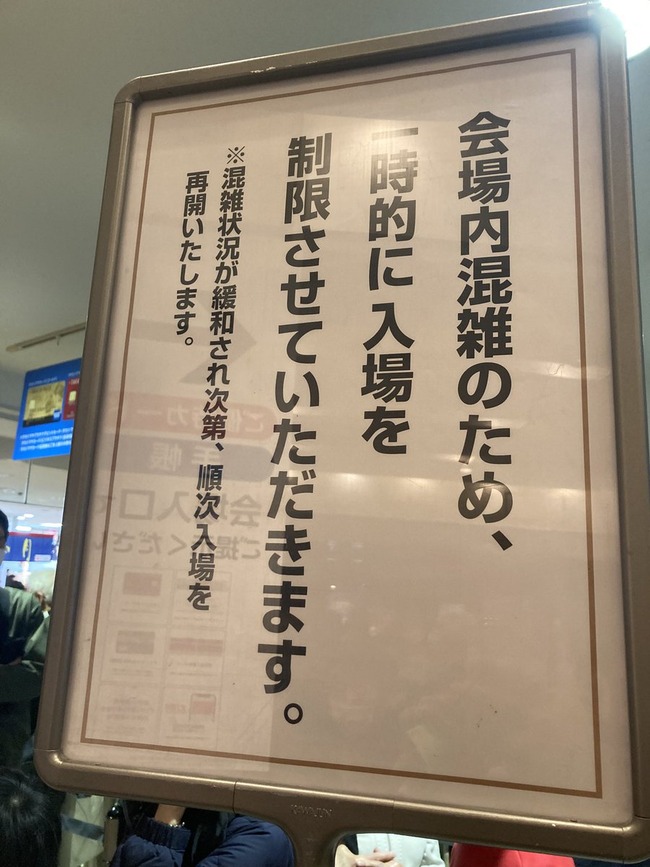 会場内混雑のため、
一時的に入場を
制限させていただきます。
※混雑状況が緩和され次第、順次入場を
再開いたします。